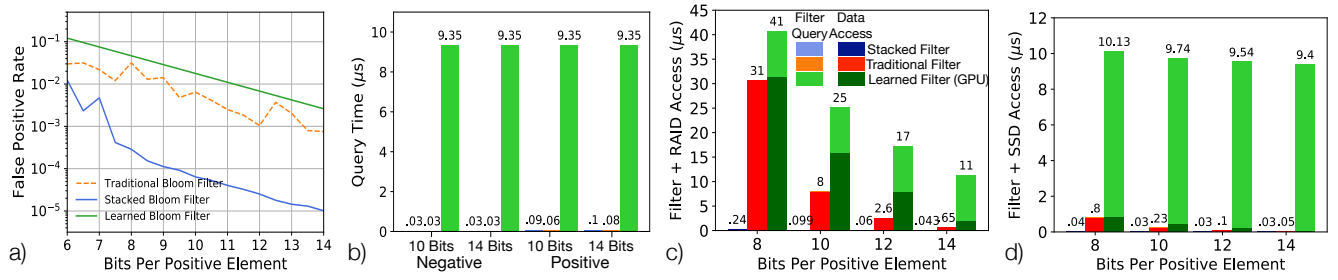 False Positive Rate
10⁻¹
10⁻²
10⁻³
10⁻⁴
10⁻⁵
Traditional Bloom Filter
Stacked Bloom Filter
Learned Bloom Filter
6 7 8 9 10 11 12 13 14
Bits Per Positive Element
a)
Query Time (µs)
10
8
6
4
2
0
9.35 9.35 9.35 9.35
.03 .03 .03 .03 .09 .06 .1 .08
10 Bits 14 Bits 10 Bits 14 Bits
Negative Positive
b)
Filter + RAID Access (µs)
45
40
35
30
25
20
15
10
5
0
Filter Data
Query Access
Stacked Filter
Traditional Filter
Learned Filter (GPU)
41
31
25
17
11
8
2.6
.24 .099 .06 .043 .65
8 10 12 14
Bits Per Positive Element
c)
Filter + SSD Access (µs)
12
10
8
6
4
2
0
10.13 9.74 9.54 9.4
.04 .8 .03 .23 .03 .1 .03 .05
8 10 12 14
Bits Per Positive Element
d)